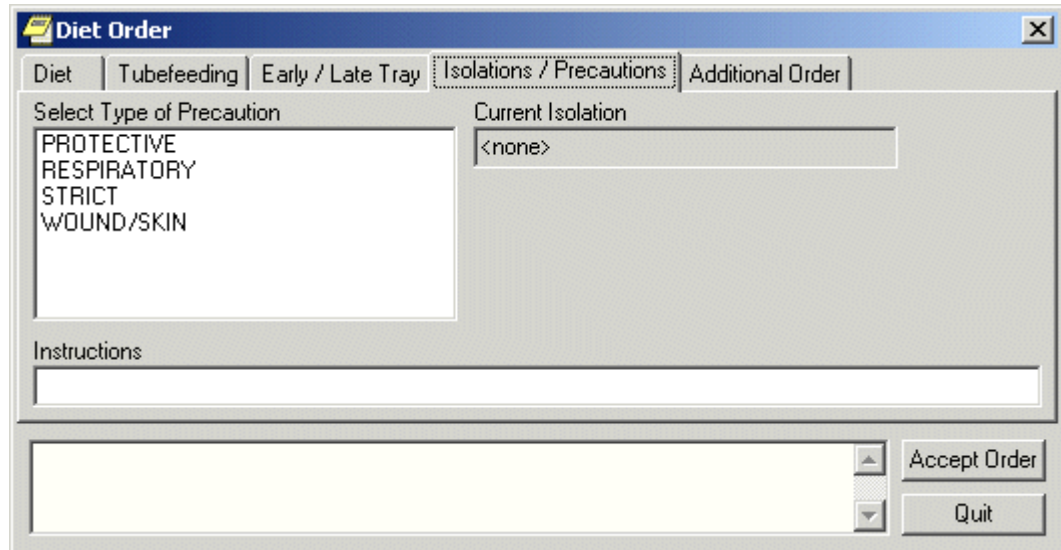 Diet Order
Diet Tubefeeding Early / Late Tray Isolations / Precautions Additional Order
Select Type of Precaution
PROTECTIVE
RESPIRATORY
STRICT
WOUND/SKIN
Current Isolation
<none>
Instructions
Accept Order
Quit